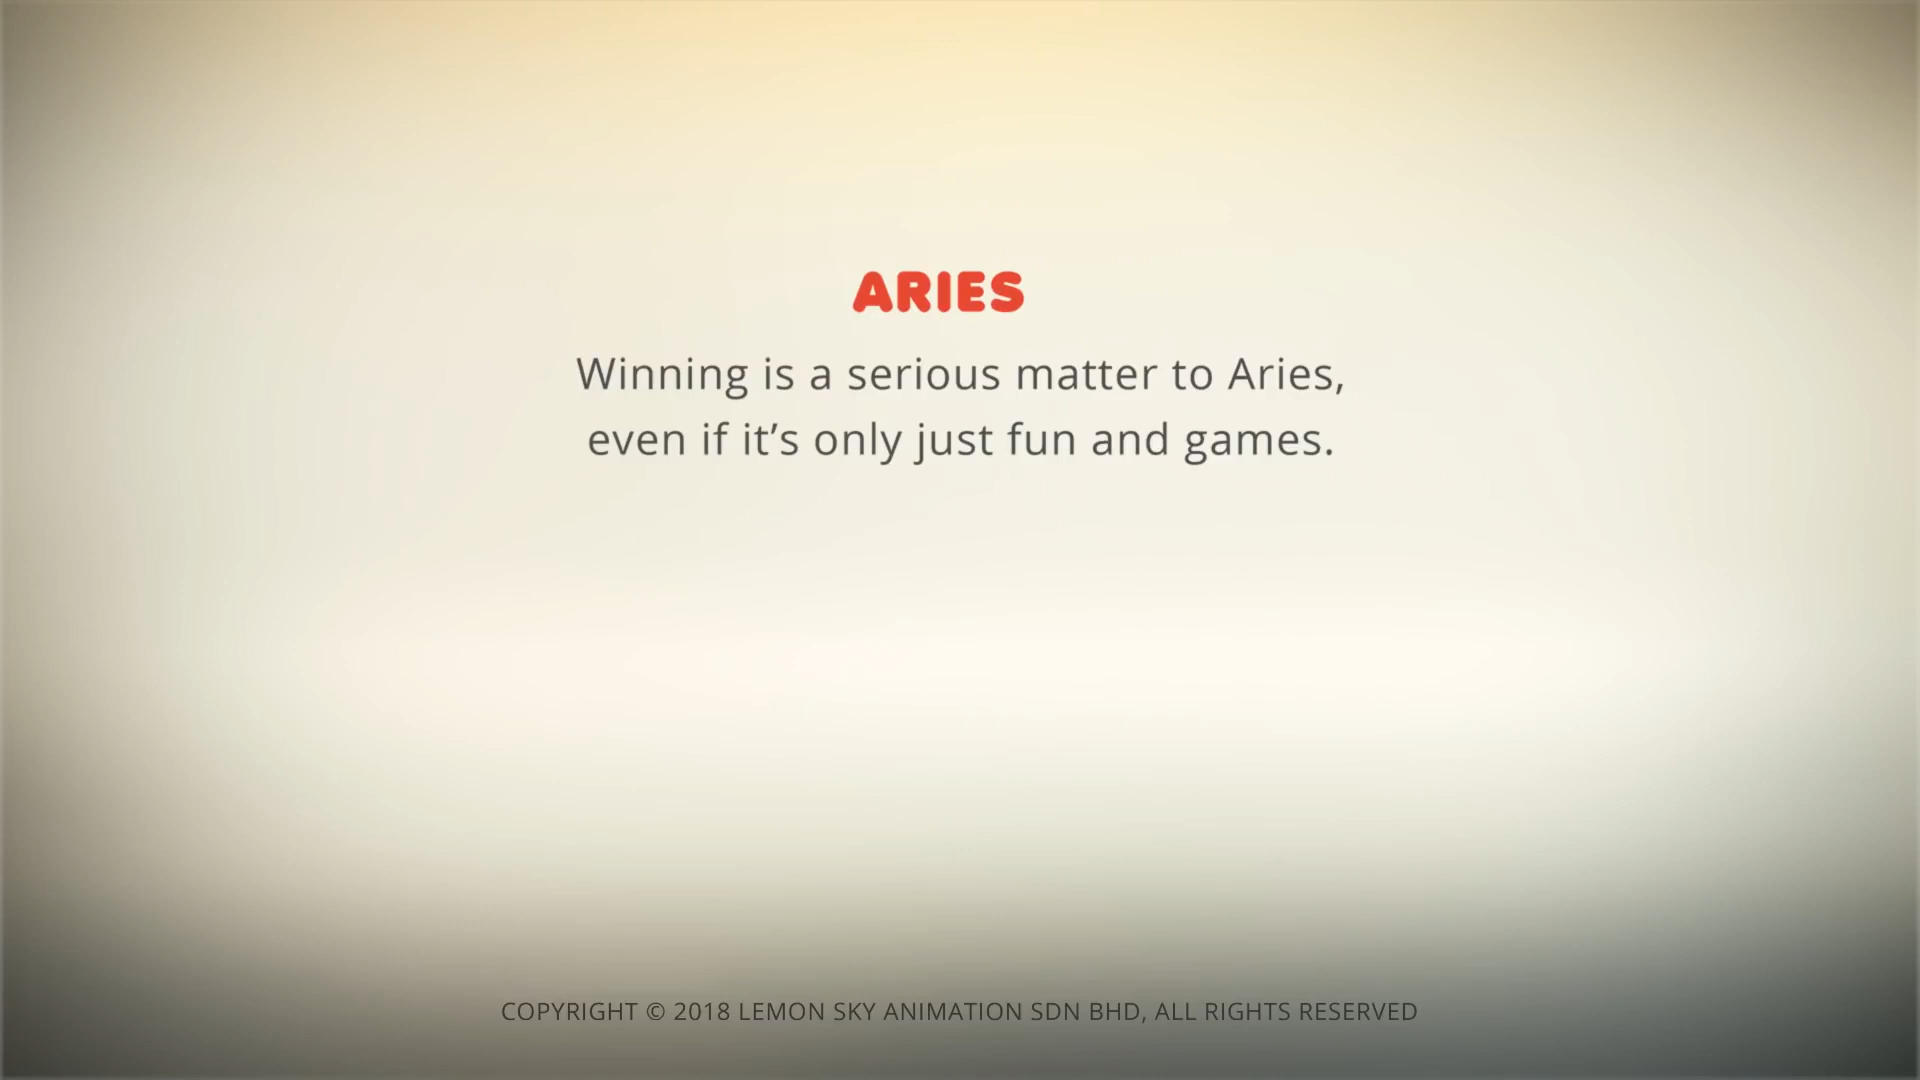 ARIES
Winning is a serious matter to Aries,
even if it’s only just fun and games.
COPYRIGHT © 2018 LEMON SKY ANIMATION SDN BHD, ALL RIGHTS RESERVED